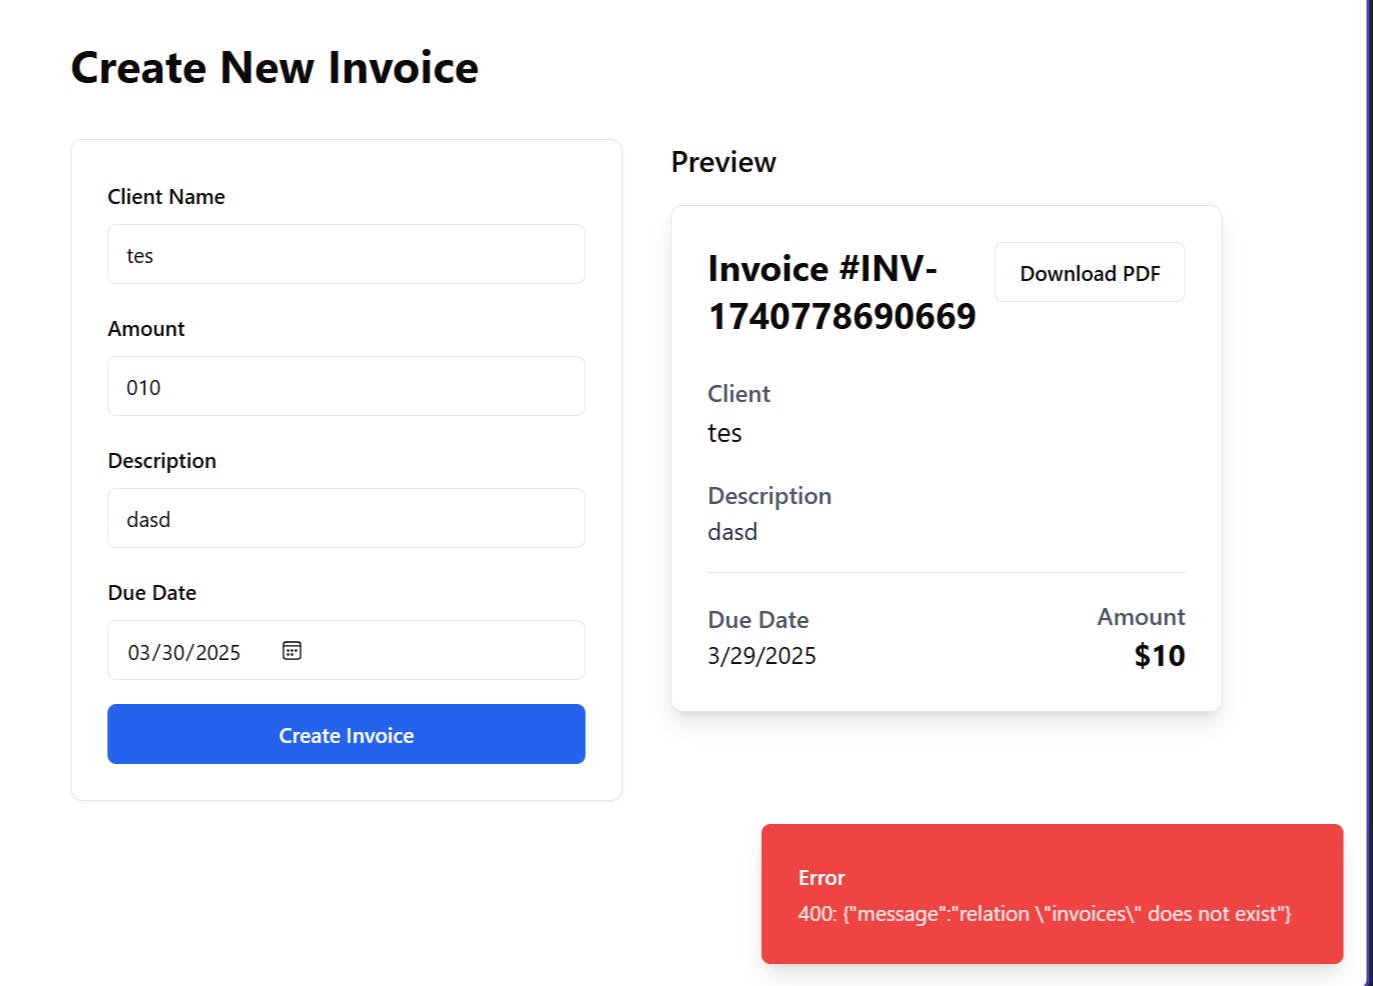 Create New Invoice
Client Name
tes
Amount
010
Description
dasd
Due Date
03/30/2025
Create Invoice
Preview
Invoice #INV-
1740778690669
Download PDF
Client
tes
Description
dasd
Due Date
3/29/2025
Amount
$10
Error
400: {"message":"relation \"invoices\" does not exist"}